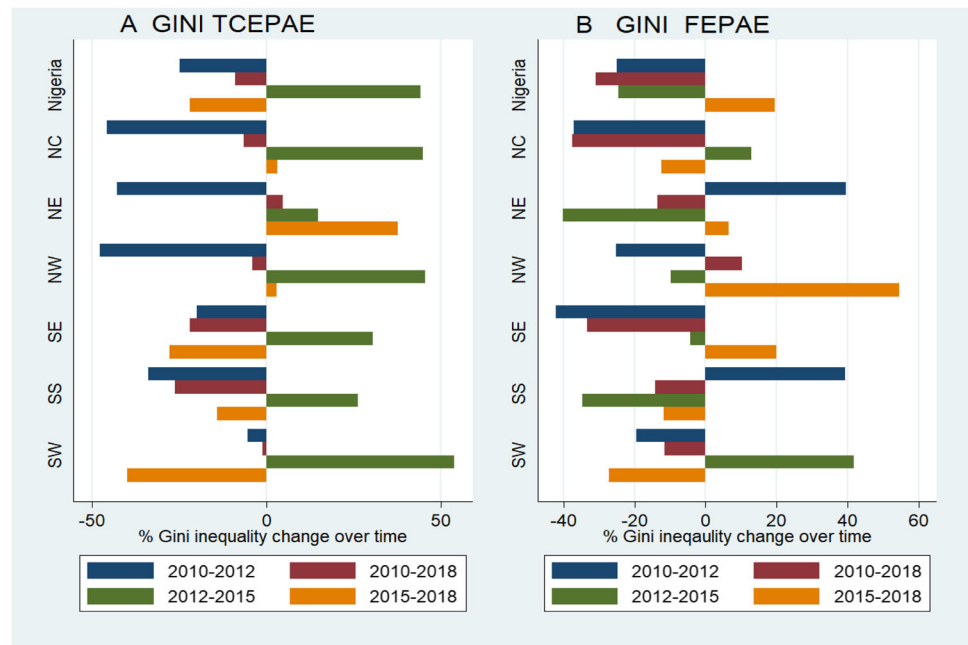 A GINI TCEPAE
Nigeria
NC
NE
NW
SE
SS
SW
-50 0 50
% Gini inequality change over time
2010-2012 2010-2018
2012-2015 2015-2018
B GINI FEPAE
Nigeria
NC
NE
NW
SE
SS
SW
-40 -20 0 20 40 60
% Gini ineqaulity change over time
2010-2012 2010-2018
2012-2015 2015-2018